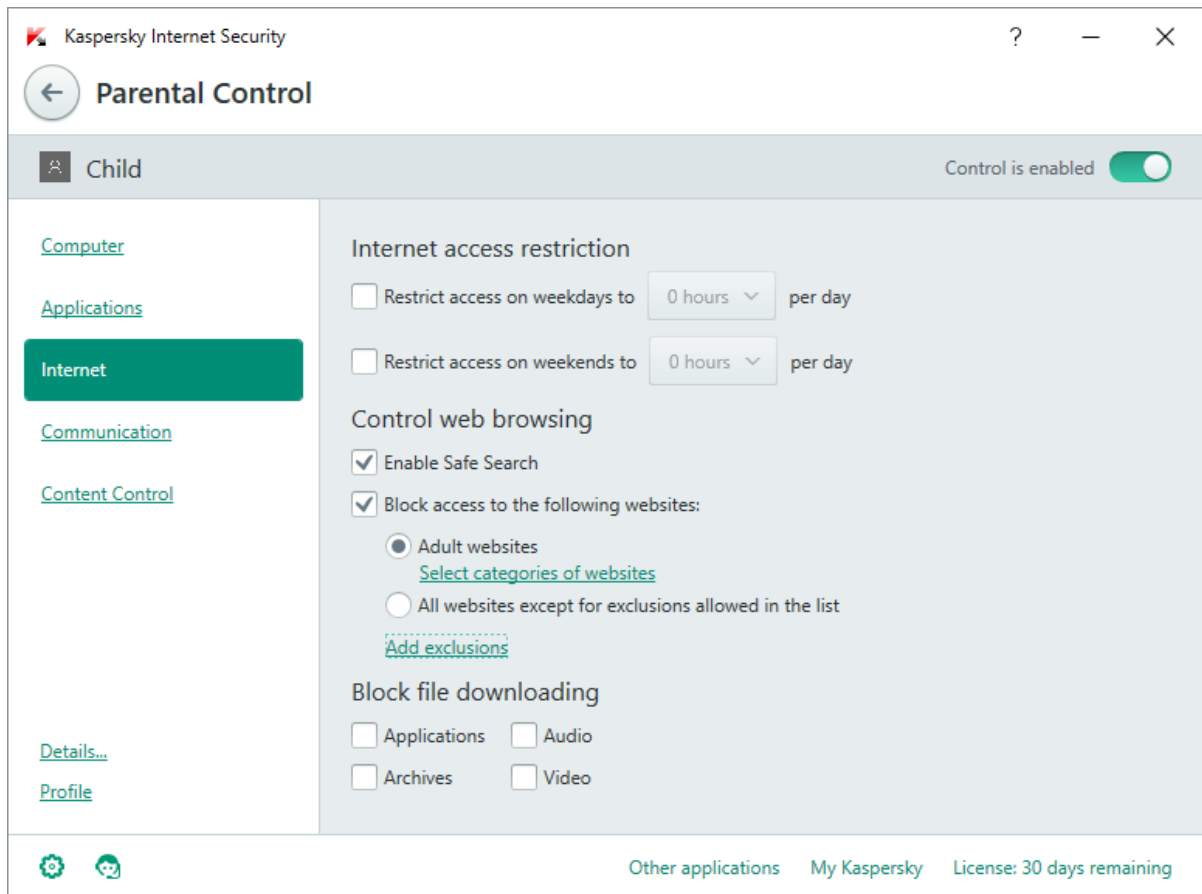 Kaspersky Internet Security
?
Parental Control
Child
Control is enabled
Computer
Applications
Internet
Communication
Content Control
Details...
Profile
Internet access restriction
Restrict access on weekdays to 0 hours per day
Restrict access on weekends to 0 hours per day
Control web browsing
Enable Safe Search
Block access to the following websites:
Adult websites
Select categories of websites
All websites except for exclusions allowed in the list
Add exclusions
Block file downloading
Applications Audio
Archives Video
Other applications My Kaspersky License: 30 days remaining